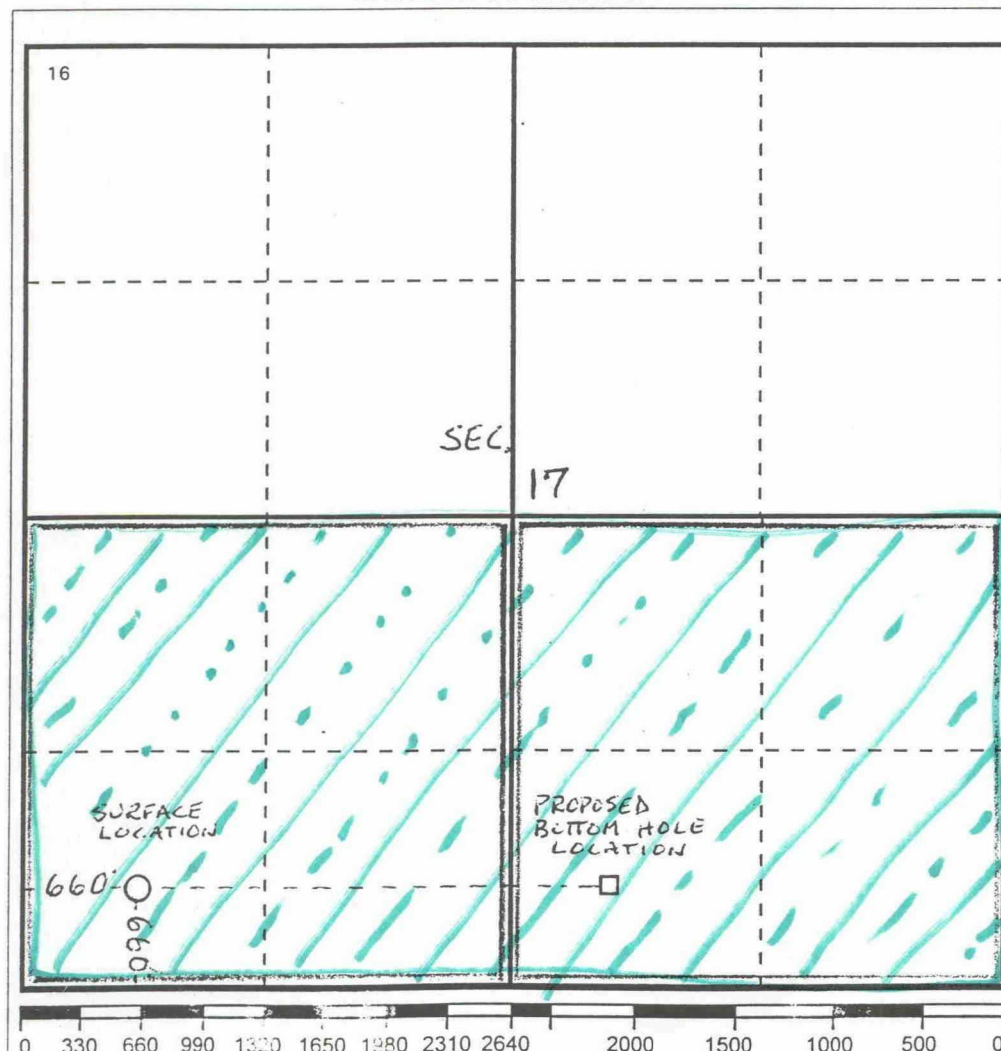 16
SEC.
17
SURFACE
LOCATION
PROPOSED
BOTTOM HOLE
LOCATION
660'
660
0 330 660 990 1320 1650 1980 2310 2640 2000 1500 1000 500 0